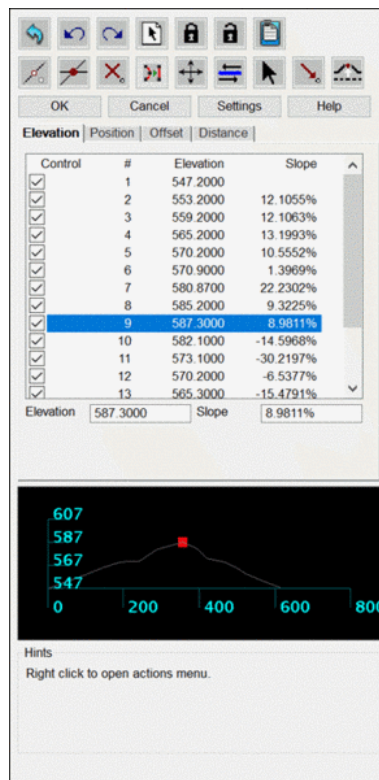 OK Cancel Settings Help
Elevation Position Offset Distance
Control # Elevation Slope
1 547.2000
2 553.2000 12.1055%
3 559.2000 12.1063%
4 565.2000 13.1993%
5 570.2000 10.5552%
6 570.9000 1.3969%
7 580.8700 22.2302%
8 585.2000 9.3225%
9 587.3000 8.9811%
10 582.1000 -14.5968%
11 573.1000 -30.2197%
12 570.2000 -6.5377%
13 565.3000 -15.4791%
Elevation 587.3000 Slope 8.9811%
607
587
567
547
0 200 400 600 800
Hints
Right click to open actions menu.